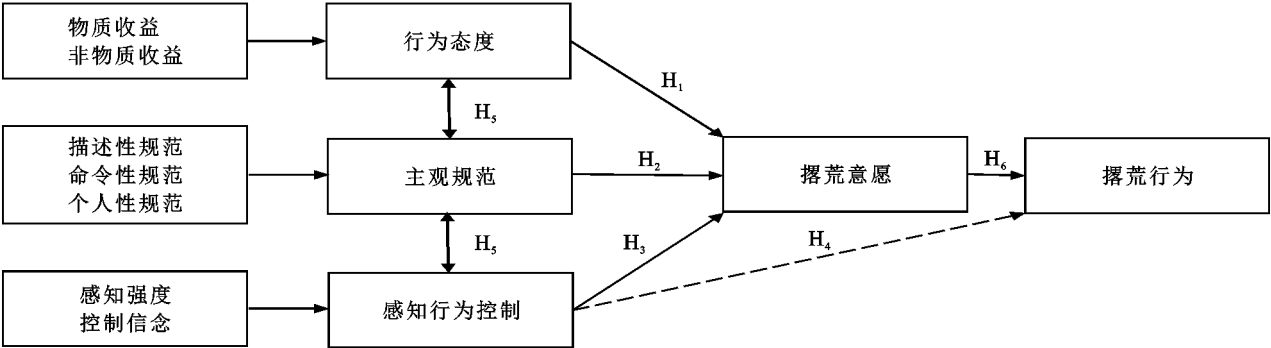 物质收益
非物质收益
行为态度
H₁
H₅
描述性规范
命令性规范
个人性规范
主观规范
H₂
撂荒意愿
H₆
撂荒行为
H₅
H₃
H₄
感知强度
控制信念
感知行为控制